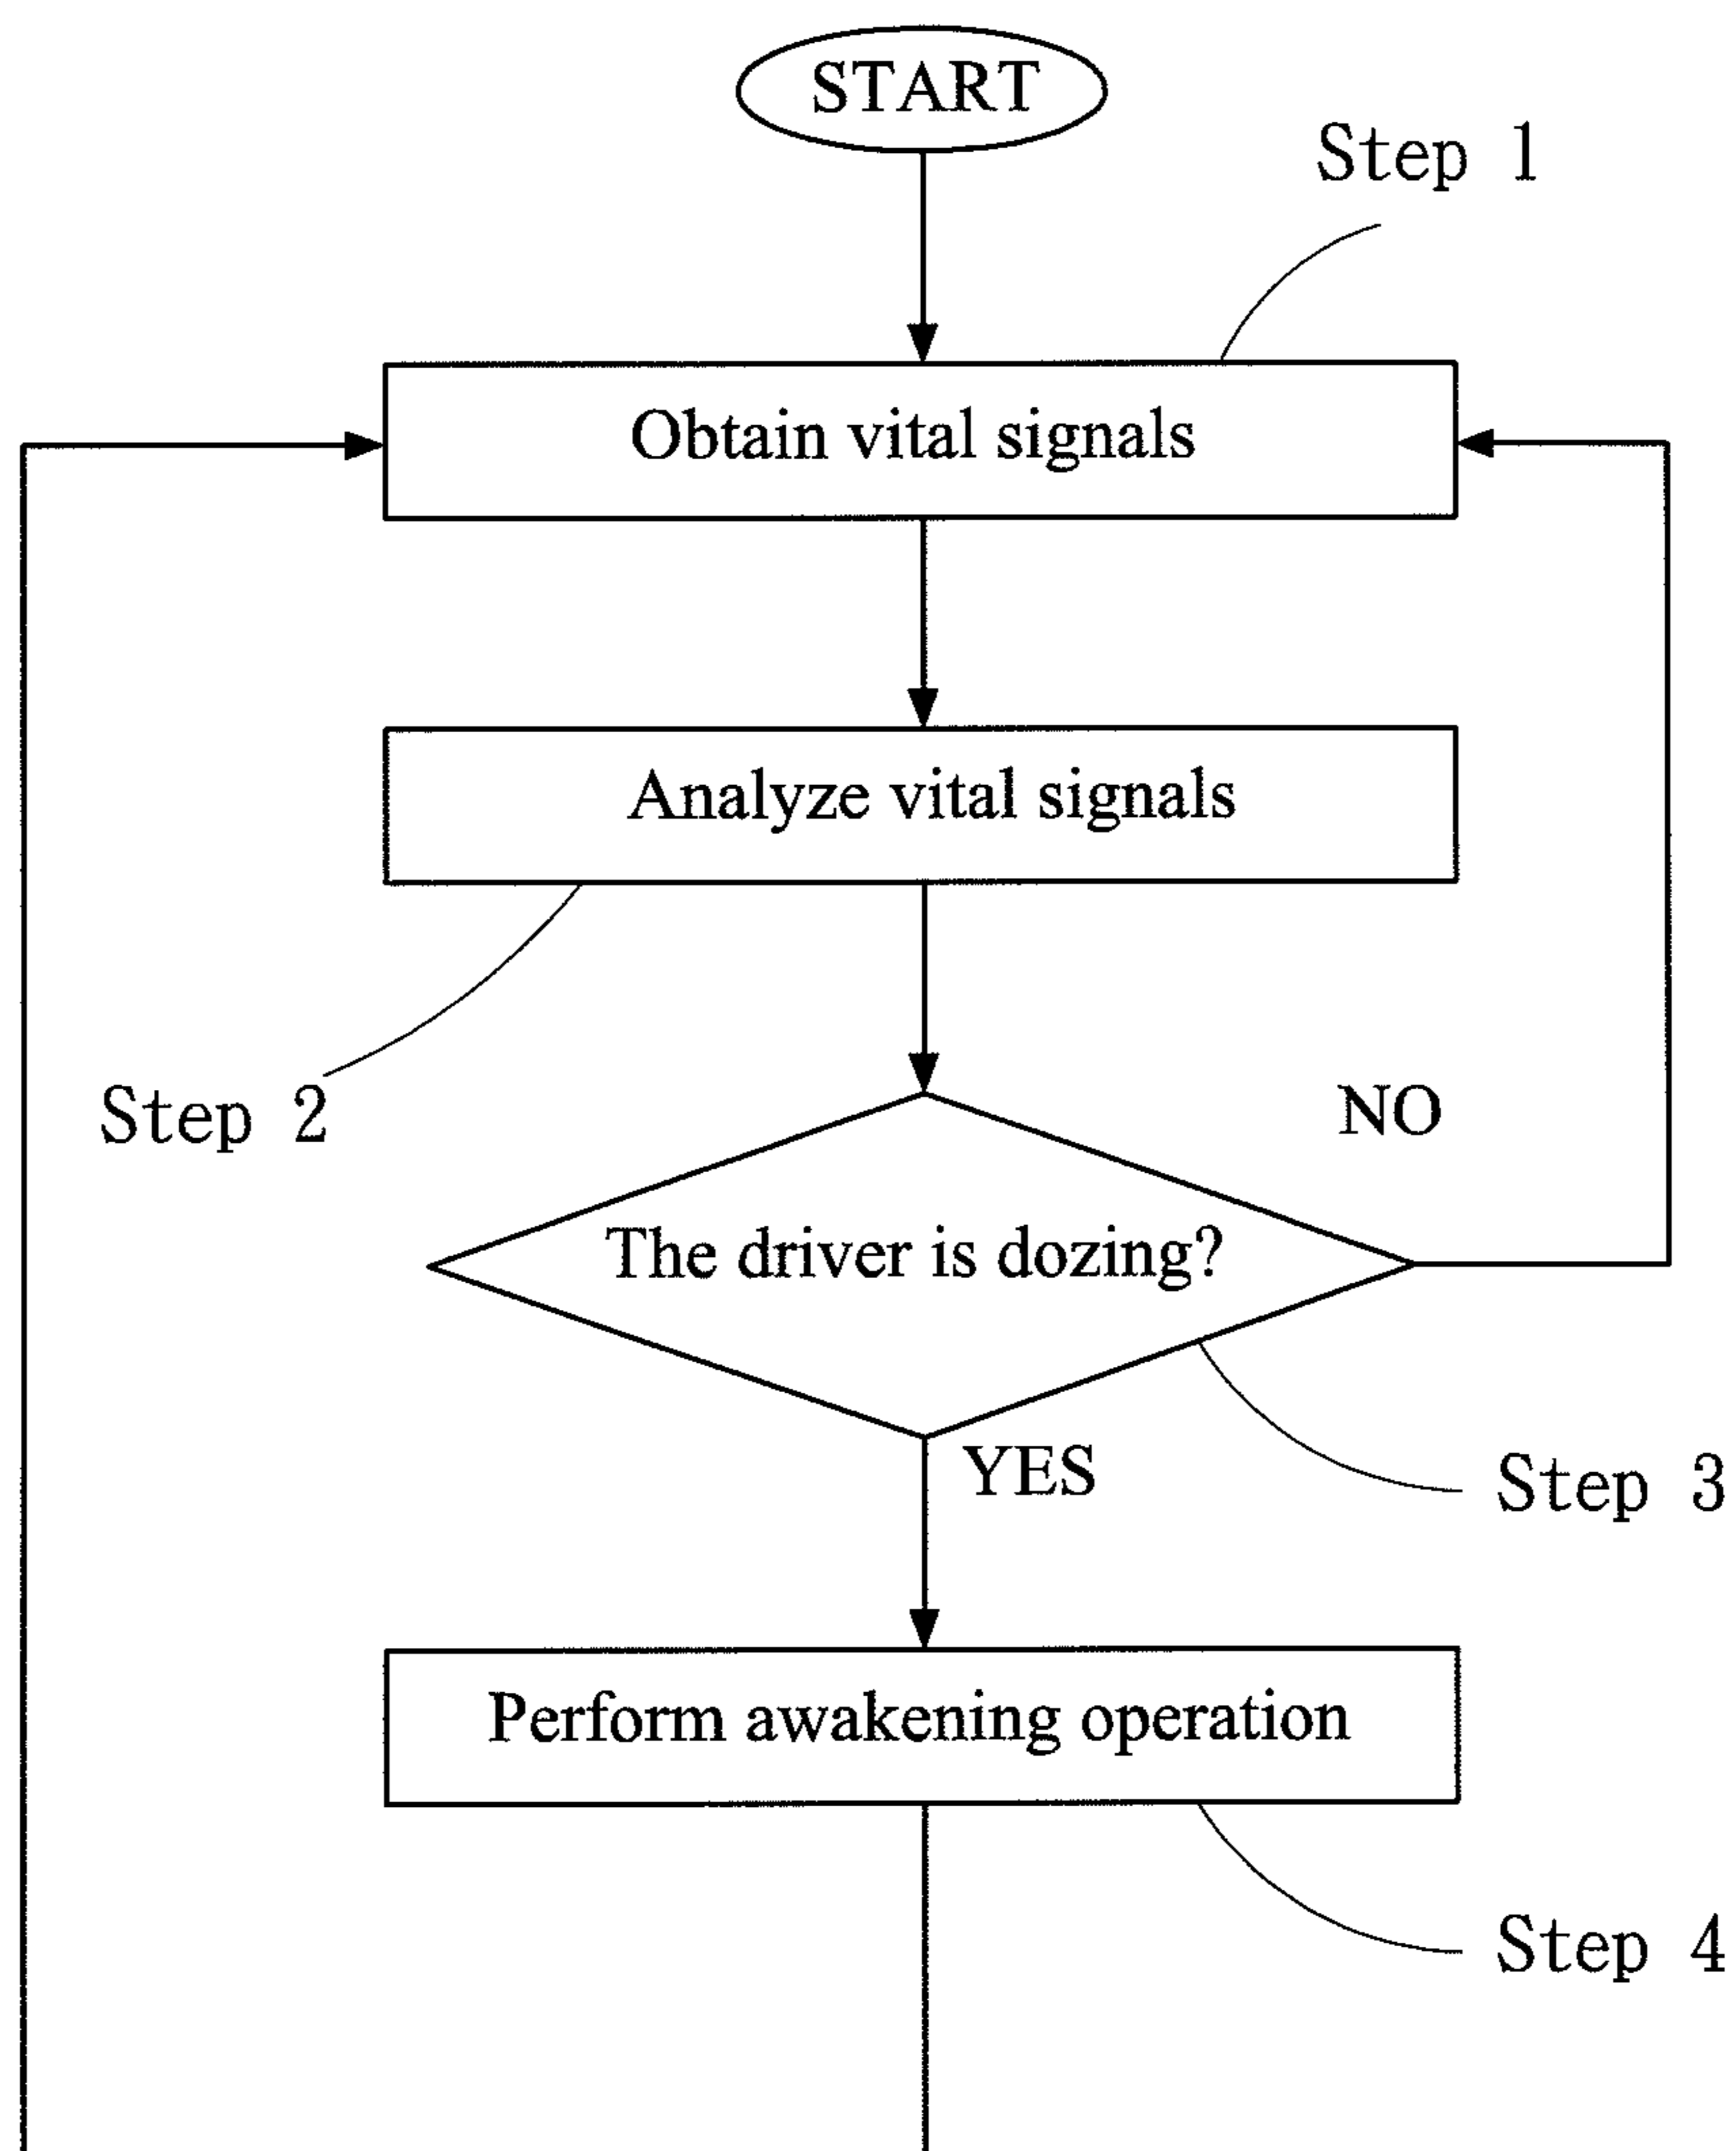 START
Step 1
Obtain vital signals
Analyze vital signals
Step 2
NO
The driver is dozing?
YES
Step 3
Perform awakening operation
Step 4